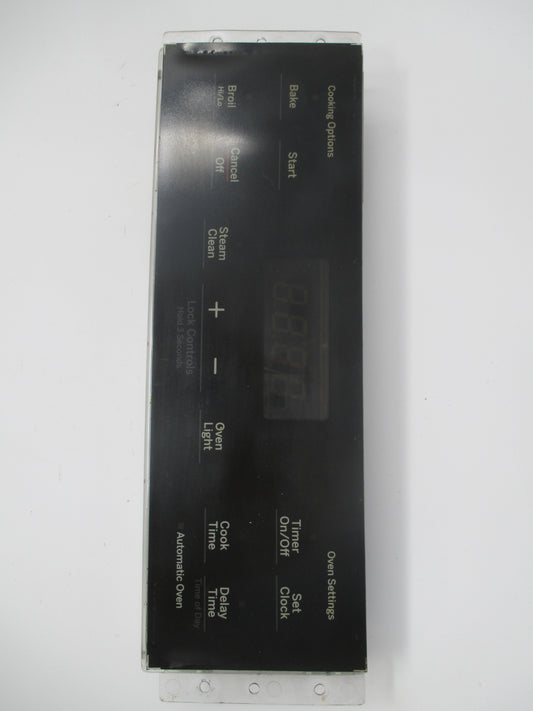 Cooking Options
Bake
Start
Broil
Hi/Lo
Cancel
Off
Steam
Clean
+
-
Lock Controls
Hold 3 Seconds
Oven
Light
Oven Settings
Timer
On/Off
Set
Clock
Cook
Time
Delay
Time
Time of Day
Automatic Oven